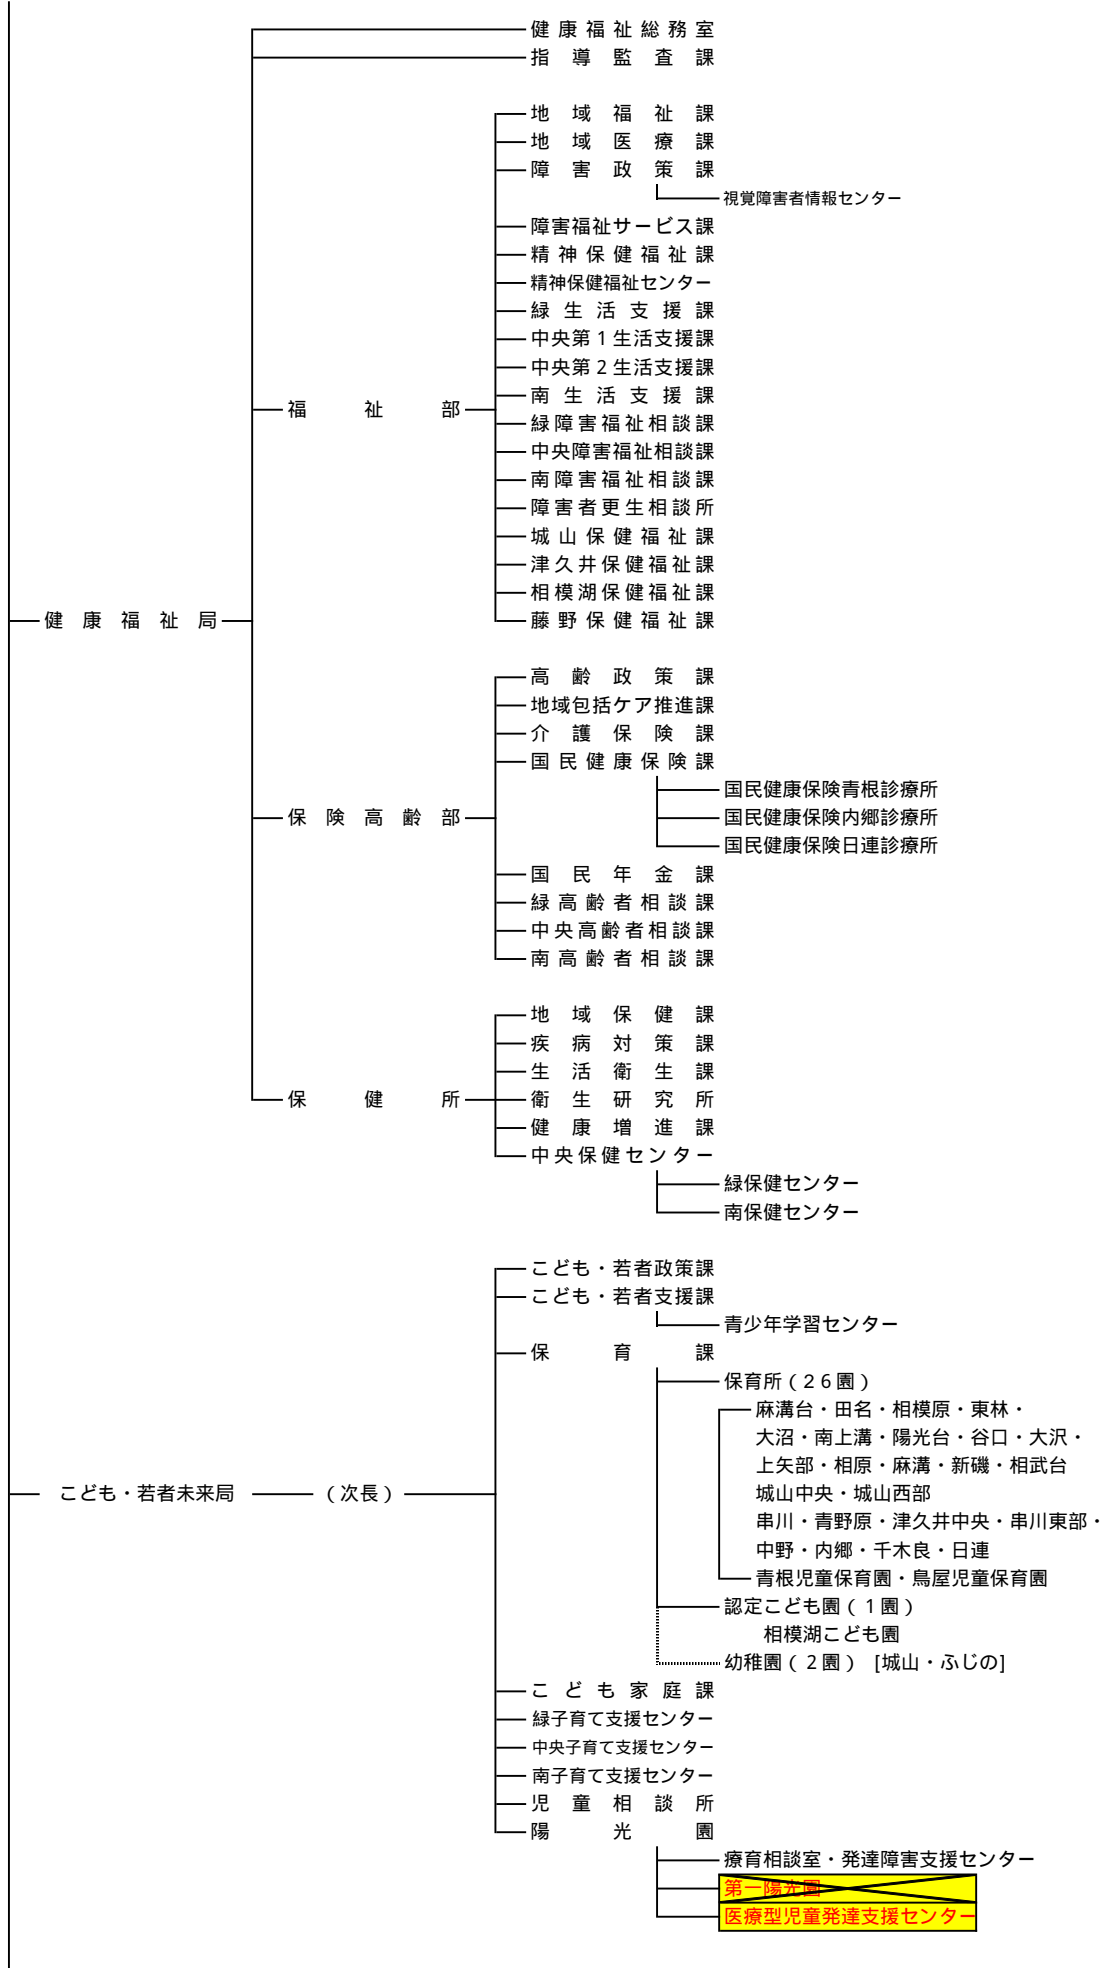 健康福祉総務室
指導監査課
地域福祉課
地域医療課
障害政策課
視覚障害者情報センター
障害福祉サービス課
精神保健福祉課
精神保健福祉センター
緑生活支援課
中央第1生活支援課
中央第2生活支援課
南生活支援課
福祉部
緑障害福祉相談課
中央障害福祉相談課
南障害福祉相談課
障害者更生相談所
城山保健福祉課
津久井保健福祉課
相模湖保健福祉課
健康福祉局
藤野保健福祉課
高齢政策課
地域包括ケア推進課
介護保険課
国民健康保険課
国民健康保険青根診療所
保険高齢部
国民健康保険内郷診療所
国民健康保険日連診療所
国民年金課
緑高齢者相談課
中央高齢者相談課
南高齢者相談課
地域保健課
疾病対策課
生活衛生課
保健所
衛生研究所
健康増進課
中央保健センター
緑保健センター
南保健センター
こども・若者政策課
こども・若者支援課
青少年学習センター
保育課
保育所(26園)
麻溝台・田名・相模原・東林・
大沼・南上溝・陽光台・谷口・大沢・
上矢部・相原・麻溝・新磯・相武台
城山中央・城山西部
こども・若者未来局 (次長)
串川・青野原・津久井中央・串川東部・
中野・内郷・千木良・日連
青根児童保育園・鳥屋児童保育園
認定こども園(1園)
相模湖こども園
幼稚園(2園) [城山・ふじの]
こども家庭課
緑子育て支援センター
中央子育て支援センター
南子育て支援センター
児童相談所
陽光園
療育相談室・発達障害支援センター
第一陽光園
医療型児童発達支援センター